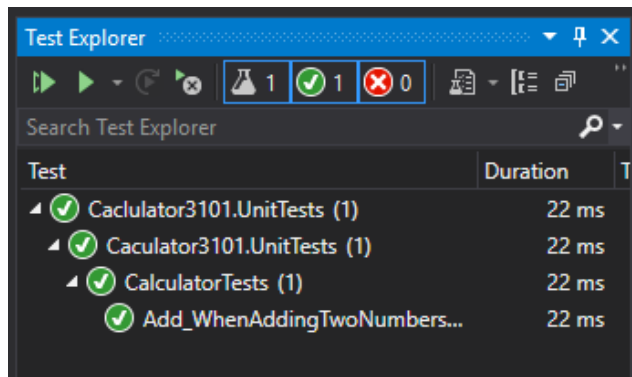 Test Explorer
1 1 0
Search Test Explorer
Test Duration T
Caclulator3101.UnitTests (1) 22 ms
Caculator3101.UnitTests (1) 22 ms
CalculatorTests (1) 22 ms
Add_WhenAddingTwoNumbers... 22 ms